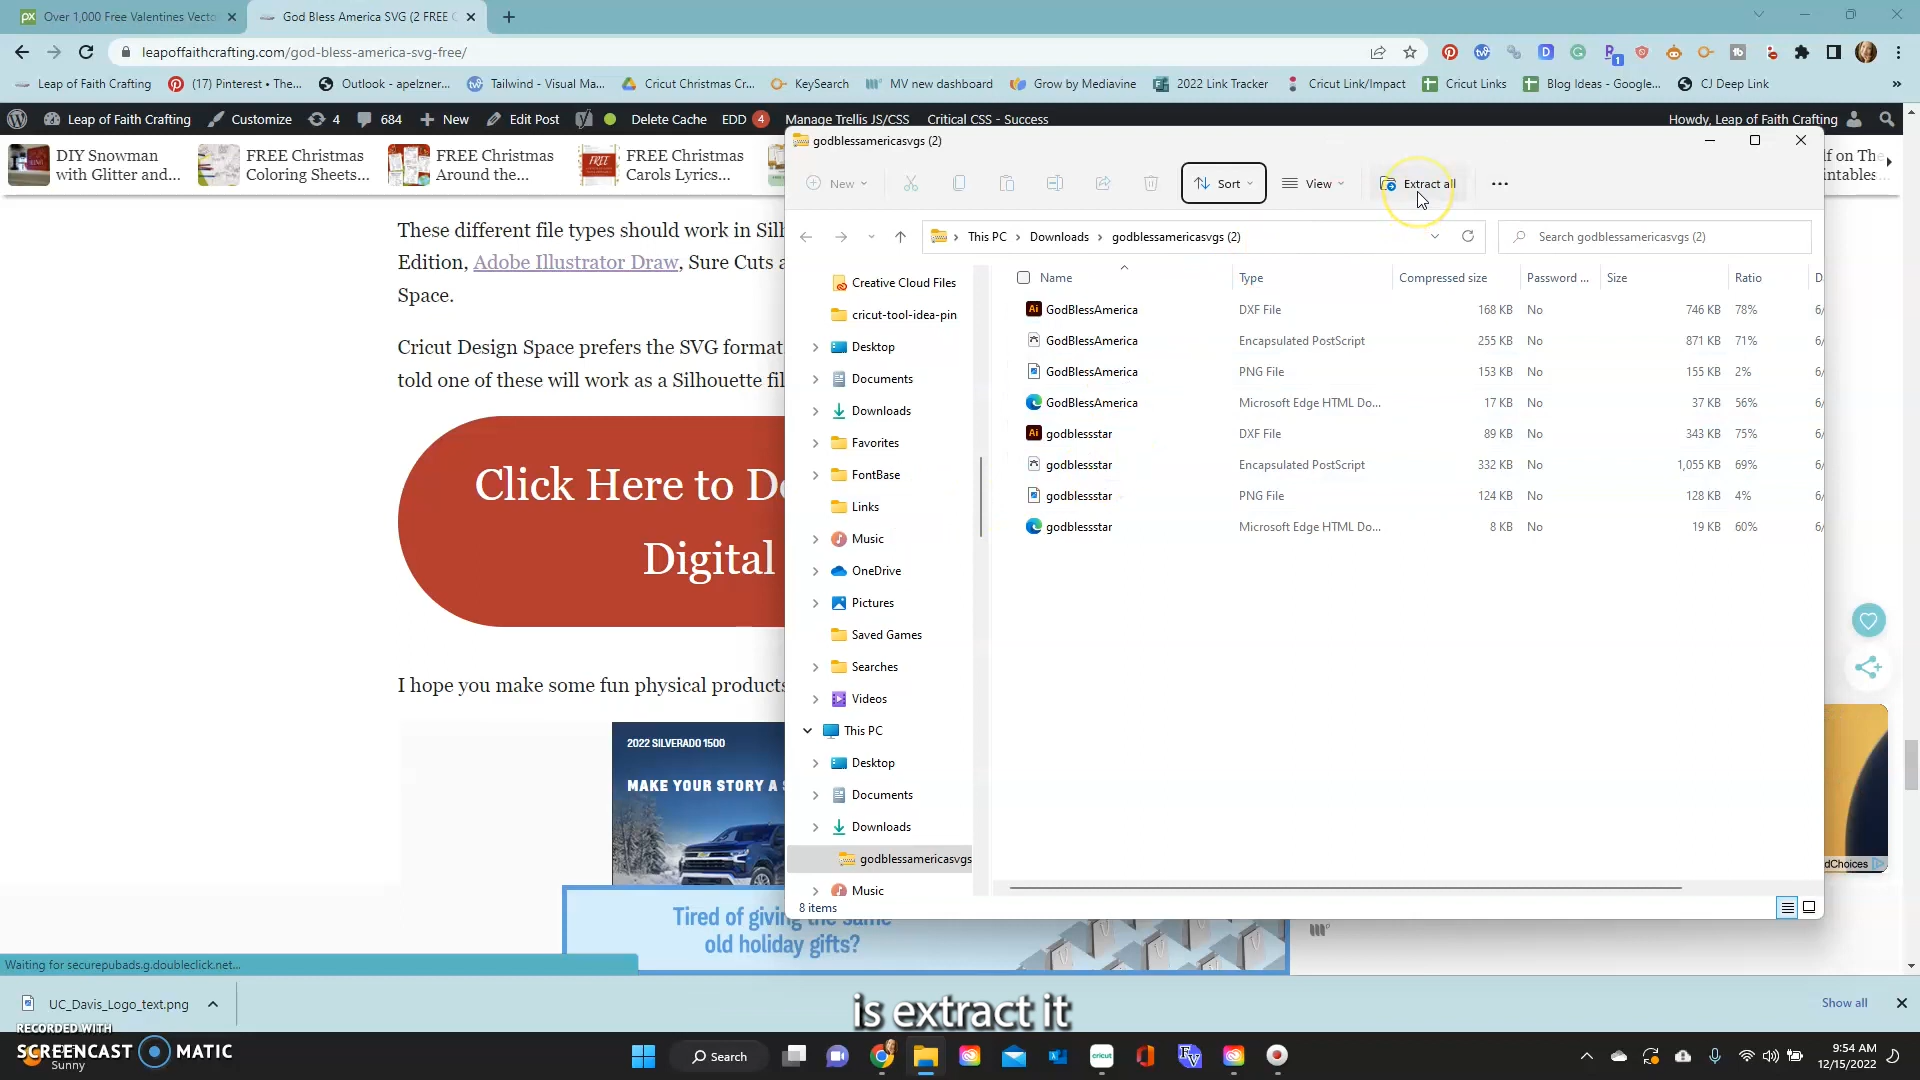 Over 1,000 Free Valentines Vecto
God Bless America SVG (2 FREE C
leapoffaithcrafting.com/god-bless-america-svg-free/
Leap of Faith Crafting
(17) Pinterest • The...
Outlook - apelzner...
Tailwind - Visual Ma...
Cricut Christmas Cr...
KeySearch
MV new dashboard
Grow by Mediavine
2022 Link Tracker
Cricut Link/Impact
Cricut Links
Blog Ideas - Google...
CJ Deep Link
Leap of Faith Crafting
Customize
4
684
New
Edit Post
Delete Cache
EDD 4
Manage Trellis JS/CSS
Critical CSS - Success
Howdy, Leap of Faith Crafting
DIY Snowman
with Glitter and...
FREE Christmas
Coloring Sheets...
FREE Christmas
Around the...
FREE Christmas
Carols Lyrics...
lf on The
intables...
These different file types should work in Sil
Edition, Adobe Illustrator Draw, Sure Cuts a
Space.
Cricut Design Space prefers the SVG format
told one of these will work as a Silhouette fil
Click Here to Do
Digital
I hope you make some fun physical products
2022 SILVERADO 1500
MAKE YOUR STORY A S
godblessamericasvgs (2)
New
Sort
View
Extract all
This PC
Downloads
godblessamericasvgs (2)
Search godblessamericasvgs (2)
Creative Cloud Files
cricut-tool-idea-pin
Desktop
Documents
Downloads
Favorites
FontBase
Links
Music
OneDrive
Pictures
Saved Games
Searches
Videos
This PC
Desktop
Documents
Downloads
godblessamericasvgs
Music
Name Type Compressed size Password ... Size Ratio D
GodBlessAmerica DXF File 168 KB No 746 KB 78% 6/
GodBlessAmerica Encapsulated PostScript 255 KB No 871 KB 71% 6/
GodBlessAmerica PNG File 153 KB No 155 KB 2% 6/
GodBlessAmerica Microsoft Edge HTML Do... 17 KB No 37 KB 56% 6/
godblessstar DXF File 89 KB No 343 KB 75% 6/
godblessstar Encapsulated PostScript 332 KB No 1,055 KB 69% 6/
godblessstar PNG File 124 KB No 128 KB 4% 6/
godblessstar Microsoft Edge HTML Do... 8 KB No 19 KB 60% 6/
8 items
dChoices
Tired of giving the same
old holiday gifts?
Waiting for securepubads.g.doubleclick.net...
UC_Davis_Logo_text.png
Show all
is extract it
RECORDED WITH
SCREENCAST MATIC
Sunny
Search
9:54 AM
12/15/2022